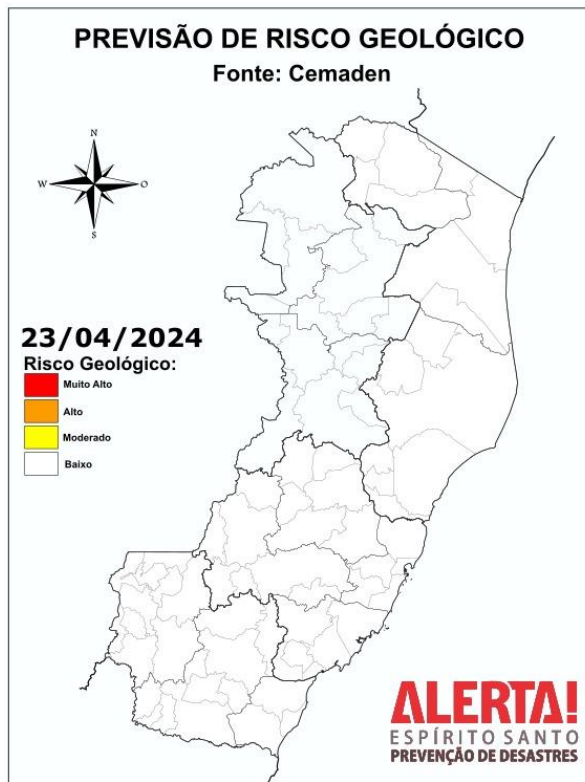 PREVISÃO DE RISCO GEOLÓGICO
Fonte: Cemaden
N
W
O
S
23/04/2024
Risco Geológico:
Muito Alto
Alto
Moderado
Baixo
ALERTA!
ESPÍRITO SANTO
PREVENÇÃO DE DESASTRES